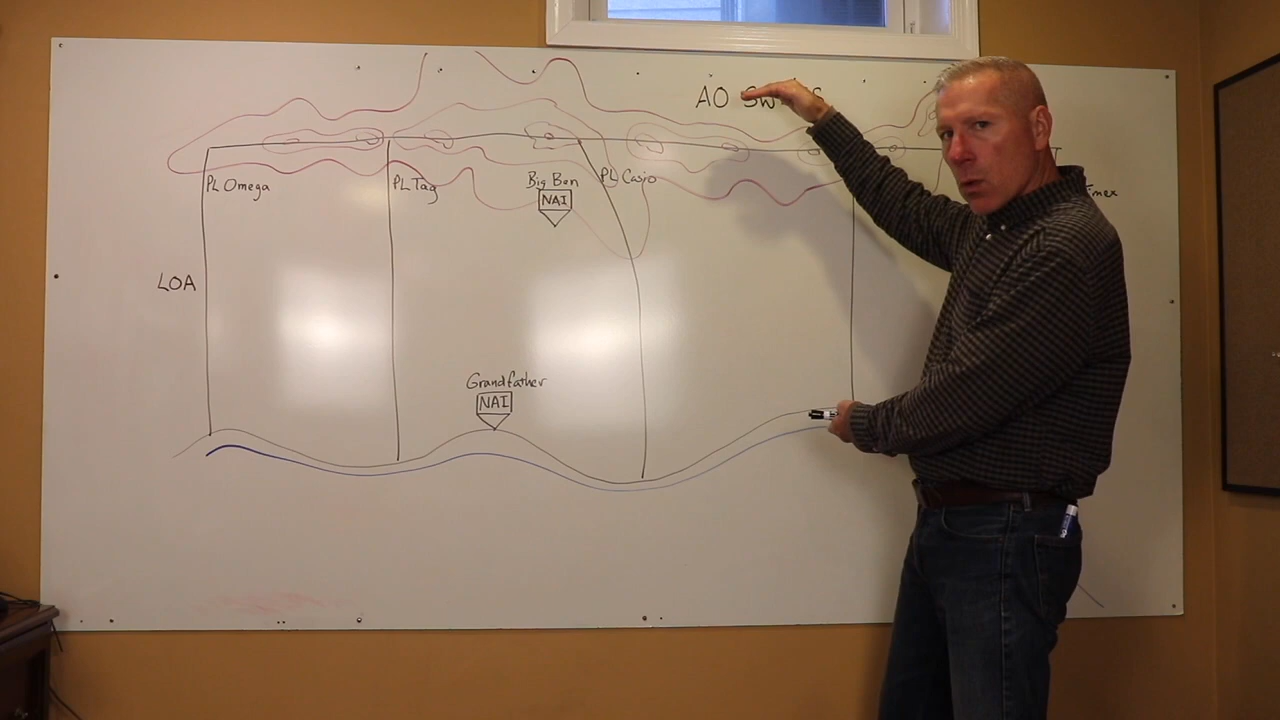 AO
PL Omega
PL Tag
Big Ben
NAI
PL Casio
LOA
Grandfather
NAI